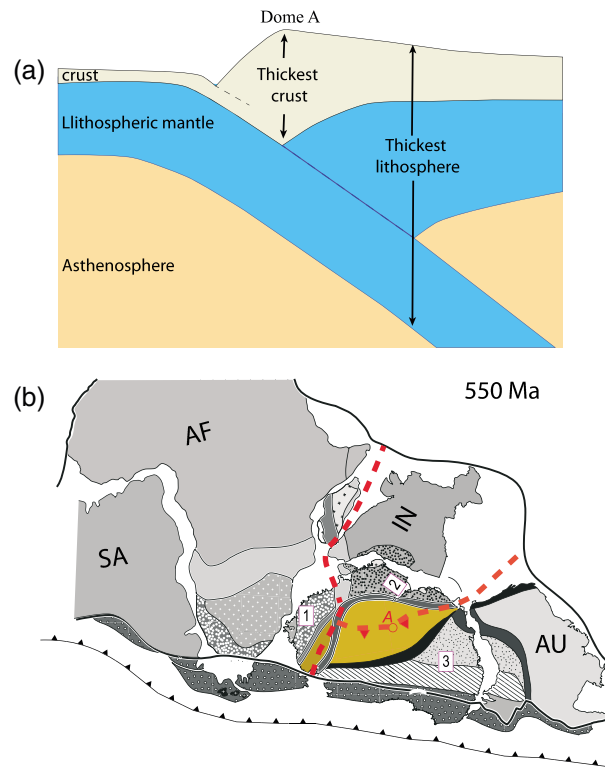 Dome A
(a)
crust
Thickest
crust
Llithospheric mantle
Thickest
lithosphere
Asthenosphere
(b)
550 Ma
AF
SA
IN
1
2
A
3
AU